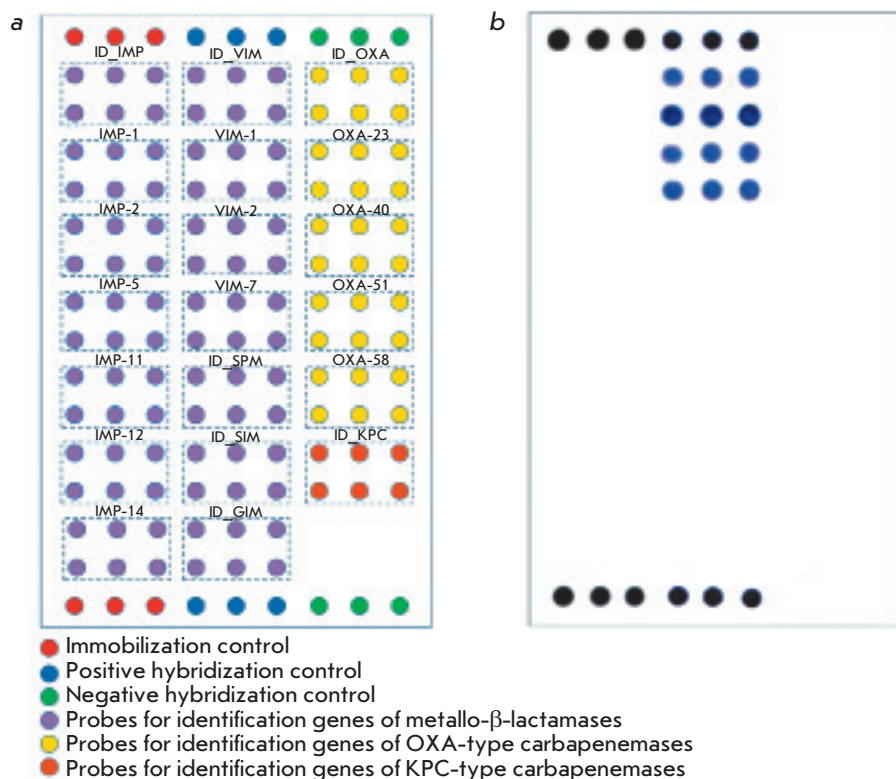 a
b
ID_IMP ID_VIM ID_OXA
IMP-1 VIM-1 OXA-23
IMP-2 VIM-2 OXA-40
IMP-5 VIM-7 OXA-51
IMP-11 ID_SPM OXA-58
IMP-12 ID_SIM ID_KPC
IMP-14 ID_GIM
Immobilization control
Positive hybridization control
Negative hybridization control
Probes for identification genes of metallo-β-lactamases
Probes for identification genes of OXA-type carbapenemases
Probes for identification genes of KPC-type carbapenemases